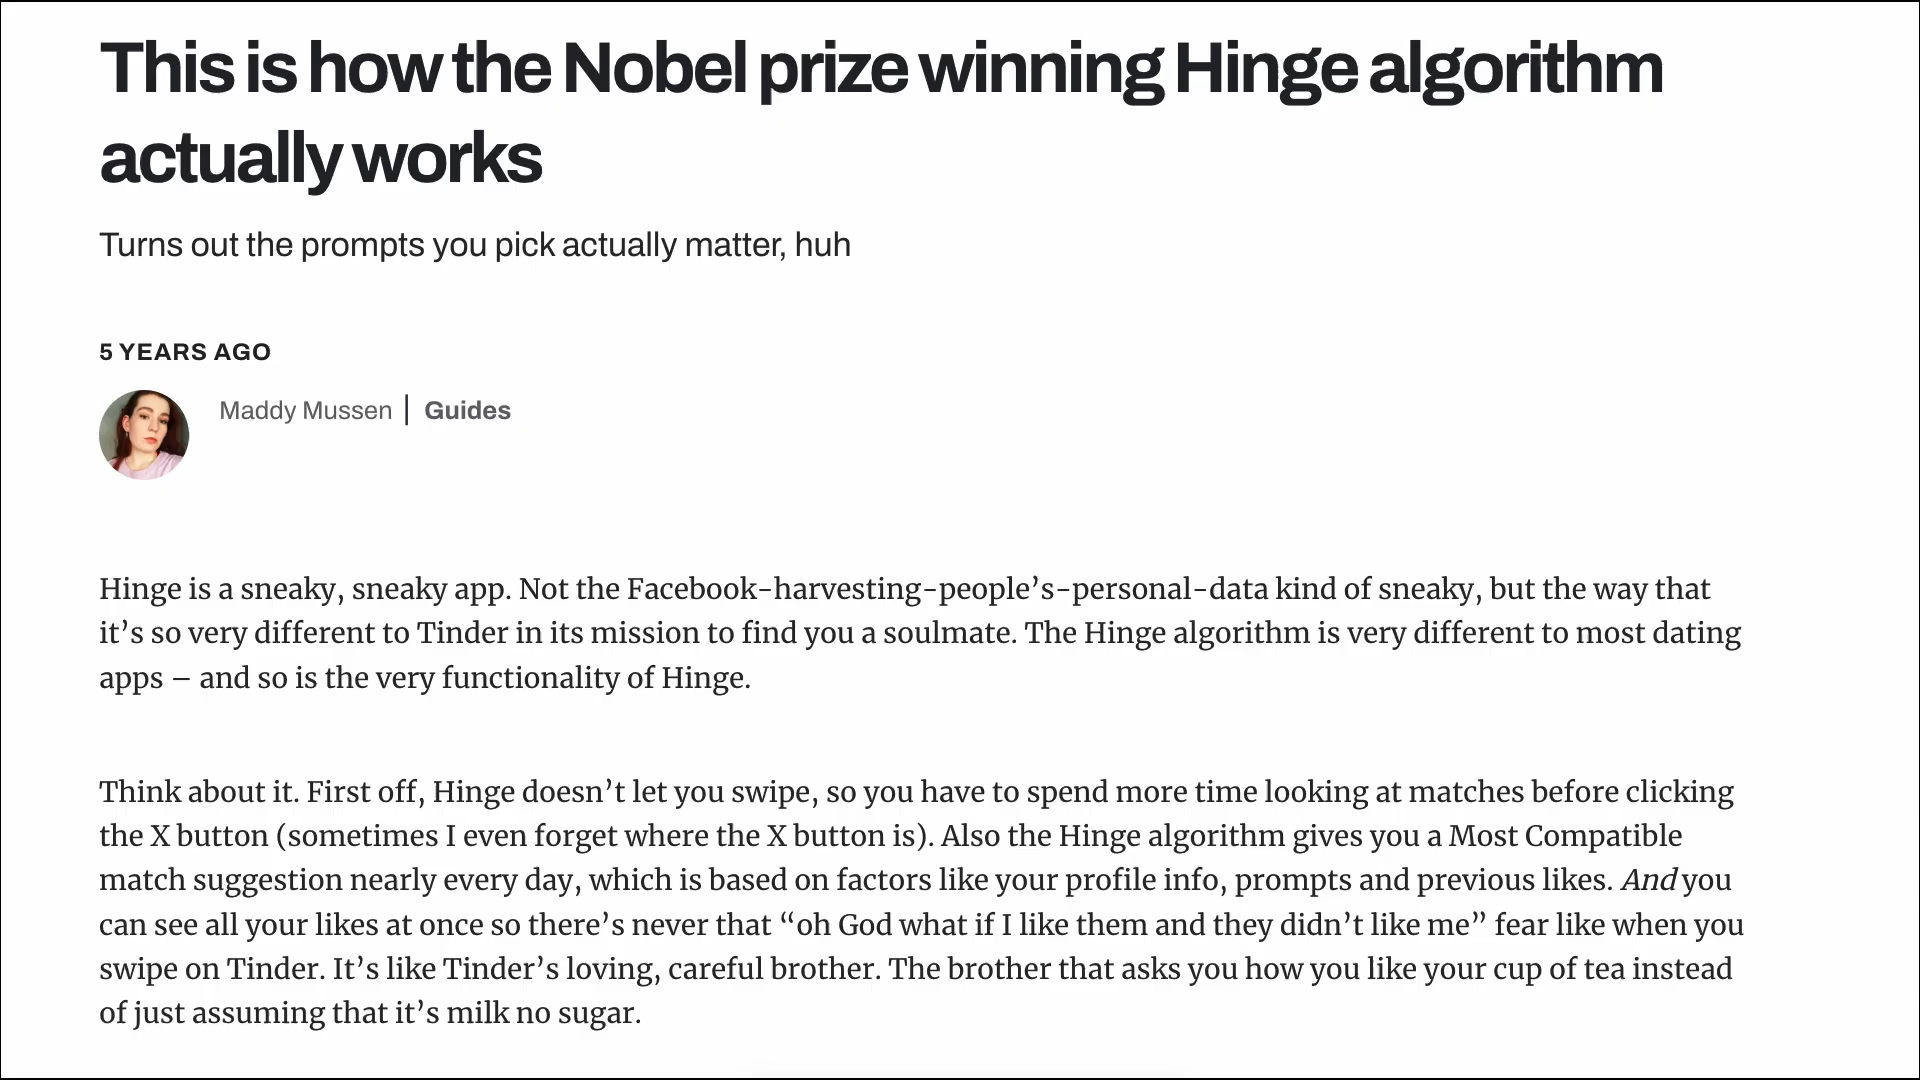 This is how the Nobel prize winning Hinge algorithm
actually works
Turns out the prompts you pick actually matter, huh
5 YEARS AGO
Maddy Mussen | Guides
Hinge is a sneaky, sneaky app. Not the Facebook-harvesting-people’s-personal-data kind of sneaky, but the way that
it’s so very different to Tinder in its mission to find you a soulmate. The Hinge algorithm is very different to most dating
apps – and so is the very functionality of Hinge.
Think about it. First off, Hinge doesn’t let you swipe, so you have to spend more time looking at matches before clicking
the X button (sometimes I even forget where the X button is). Also the Hinge algorithm gives you a Most Compatible
match suggestion nearly every day, which is based on factors like your profile info, prompts and previous likes. And you
can see all your likes at once so there’s never that “oh God what if I like them and they didn’t like me” fear like when you
swipe on Tinder. It’s like Tinder’s loving, careful brother. The brother that asks you how you like your cup of tea instead
of just assuming that it’s milk no sugar.